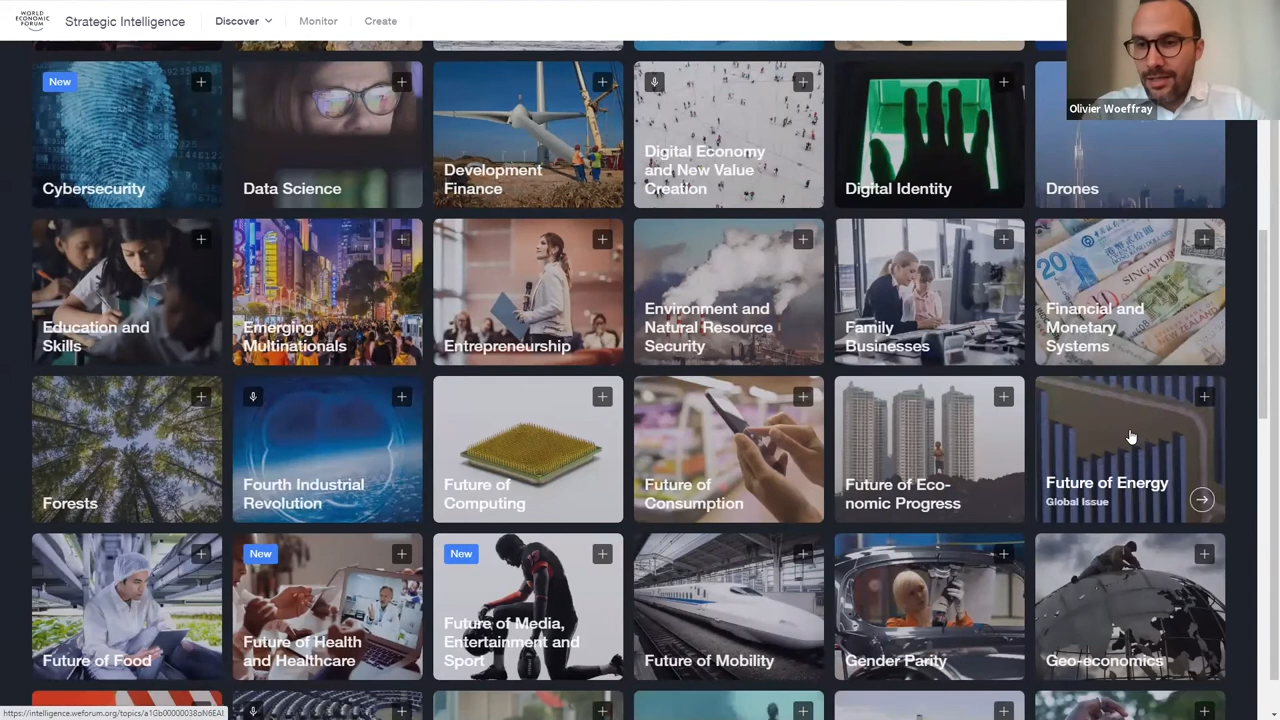 WORLD
ECONOMIC
FORUM
Strategic Intelligence
Discover
Monitor
Create
Olivier Woeffray
New
Cybersecurity
Data Science
Development
Finance
Digital Economy
and New Value
Creation
Digital Identity
Drones
Education and
Skills
Emerging
Multinationals
Entrepreneurship
Environment and
Natural Resource
Security
Family
Businesses
Financial and
Monetary
Systems
Forests
Fourth Industrial
Revolution
Future of
Computing
Future of
Consumption
Future of Eco-
nomic Progress
Future of Energy
Global Issue
Future of Food
New
Future of Health
and Healthcare
New
Future of Media,
Entertainment and
Sport
Future of Mobility
Gender Parity
Geo-economics